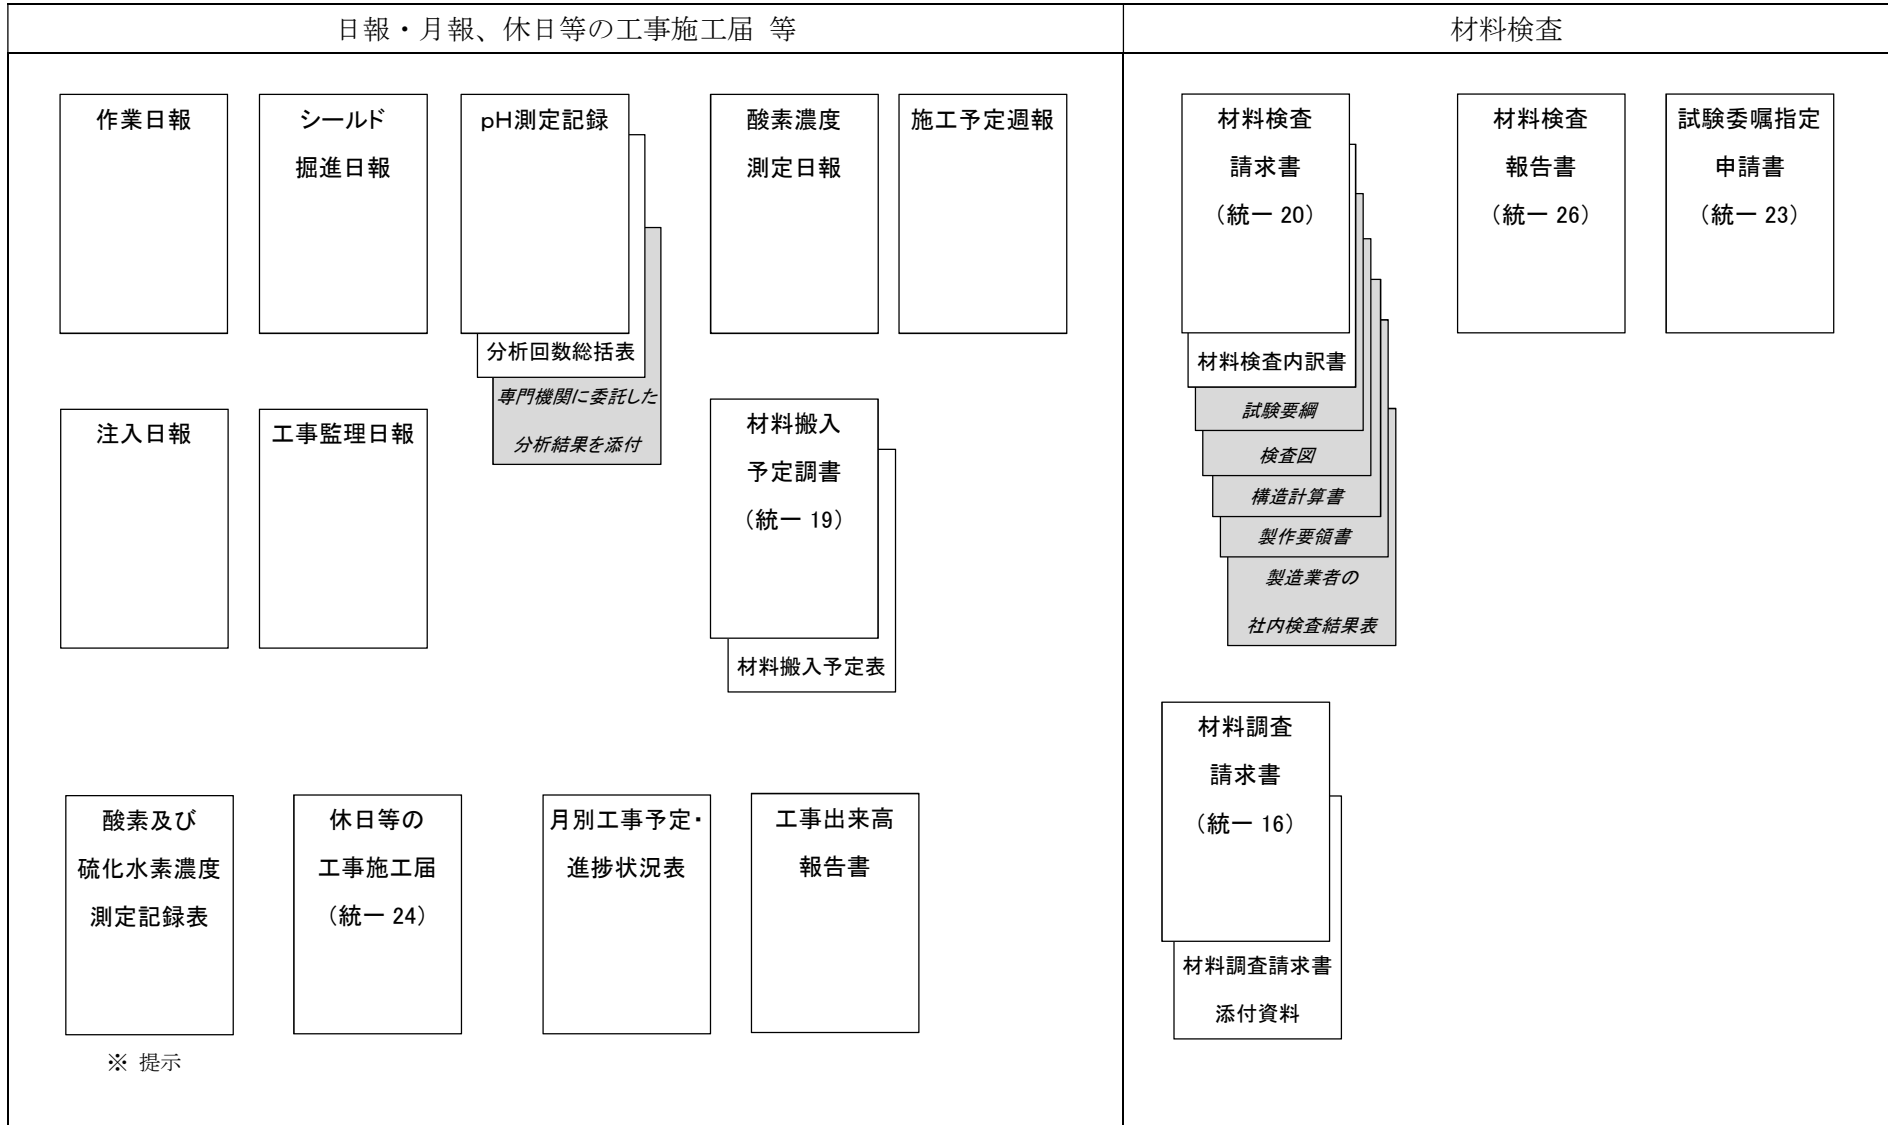 日報・月報、休日等の工事施工届 等
材料検査
作業日報
シールド
掘進日報
pH測定記録
分析回数総括表
専門機関に委託した
分析結果を添付
酸素濃度
測定日報
施工予定週報
注入日報
工事監理日報
材料搬入
予定調書
（統一 19）
材料搬入予定表
酸素及び
硫化水素濃度
測定記録表
※ 提示
休日等の
工事施工届
（統一 24）
月別工事予定・
進捗状況表
工事出来高
報告書
材料検査
請求書
（統一 20）
材料検査内訳書
試験要綱
検査図
構造計算書
製作要領書
製造業者の
社内検査結果表
材料検査
報告書
（統一 26）
試験委嘱指定
申請書
（統一 23）
材料調査
請求書
（統一 16）
材料調査請求書
添付資料